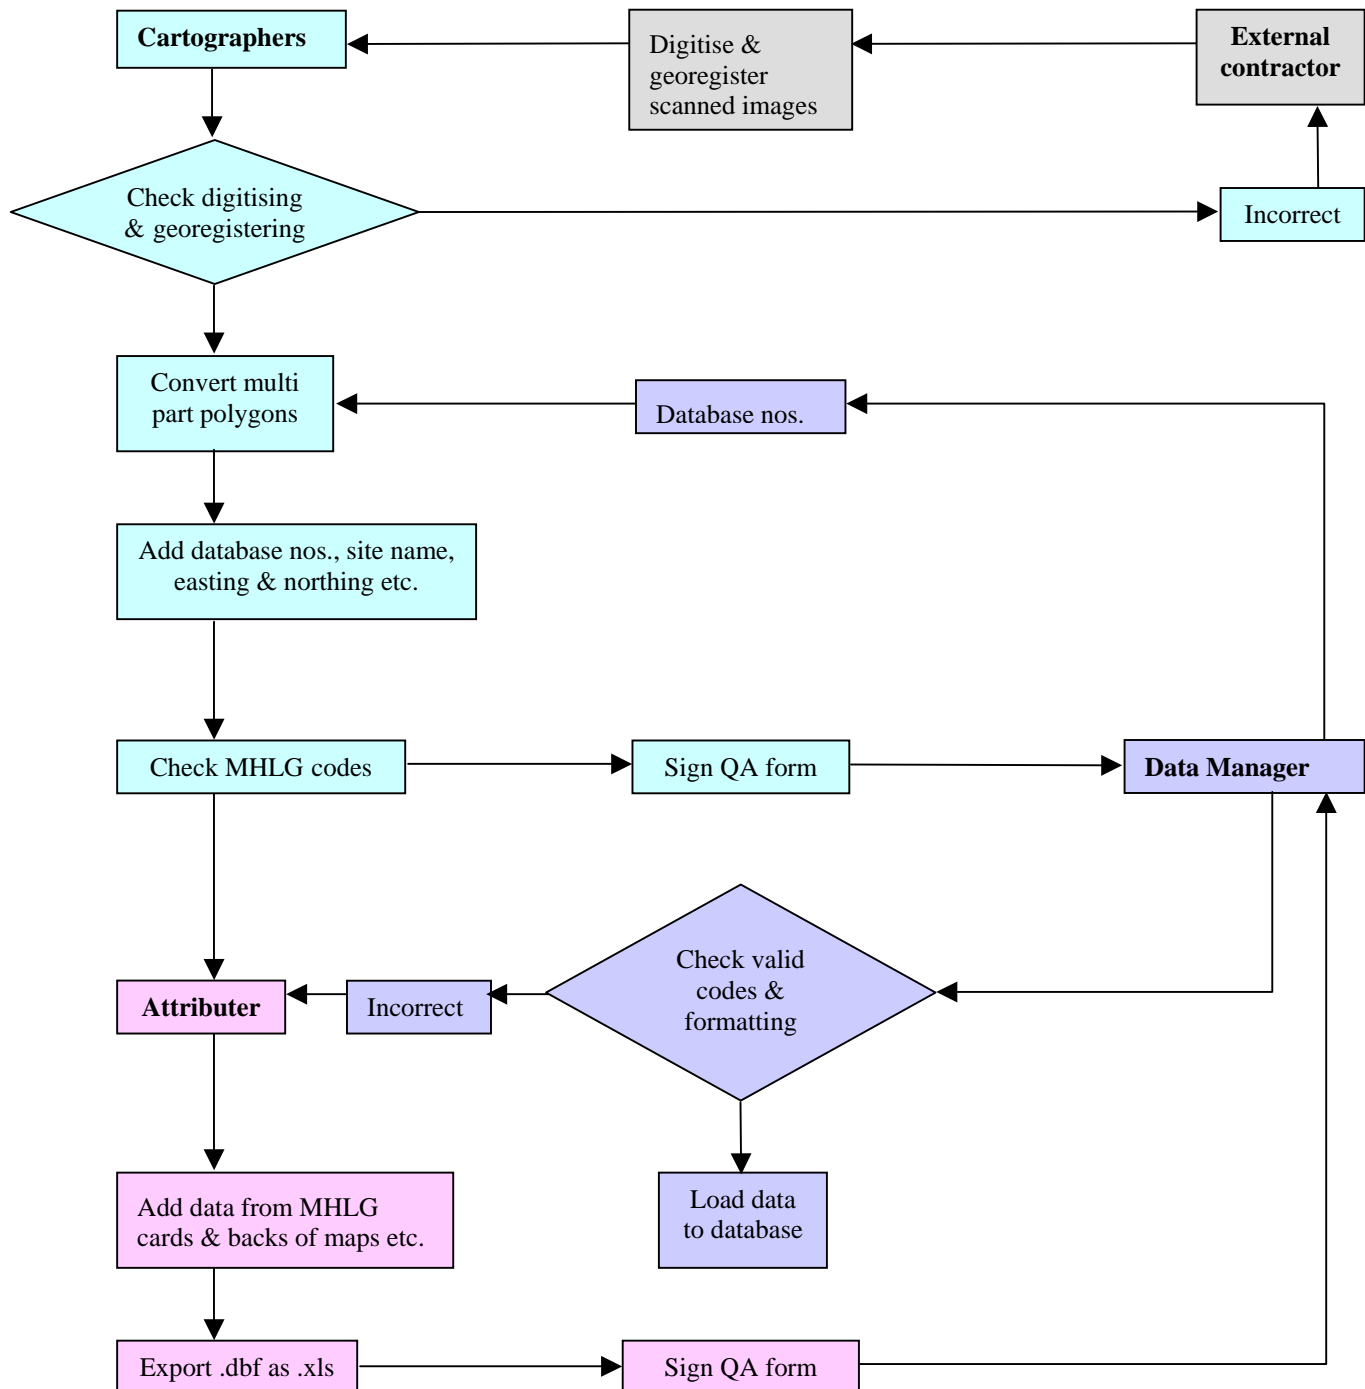 Cartographers
Digitise &
georegister
scanned images
External
contractor
Check digitising
& georegistering
Incorrect
Convert multi
part polygons
Database nos.
Add database nos., site name,
easting & northing etc.
Check MHLG codes
Sign QA form
Data Manager
Check valid
codes &
formatting
Incorrect
Attributer
Add data from MHLG
cards & backs of maps etc.
Load data
to database
Export .dbf as .xls
Sign QA form